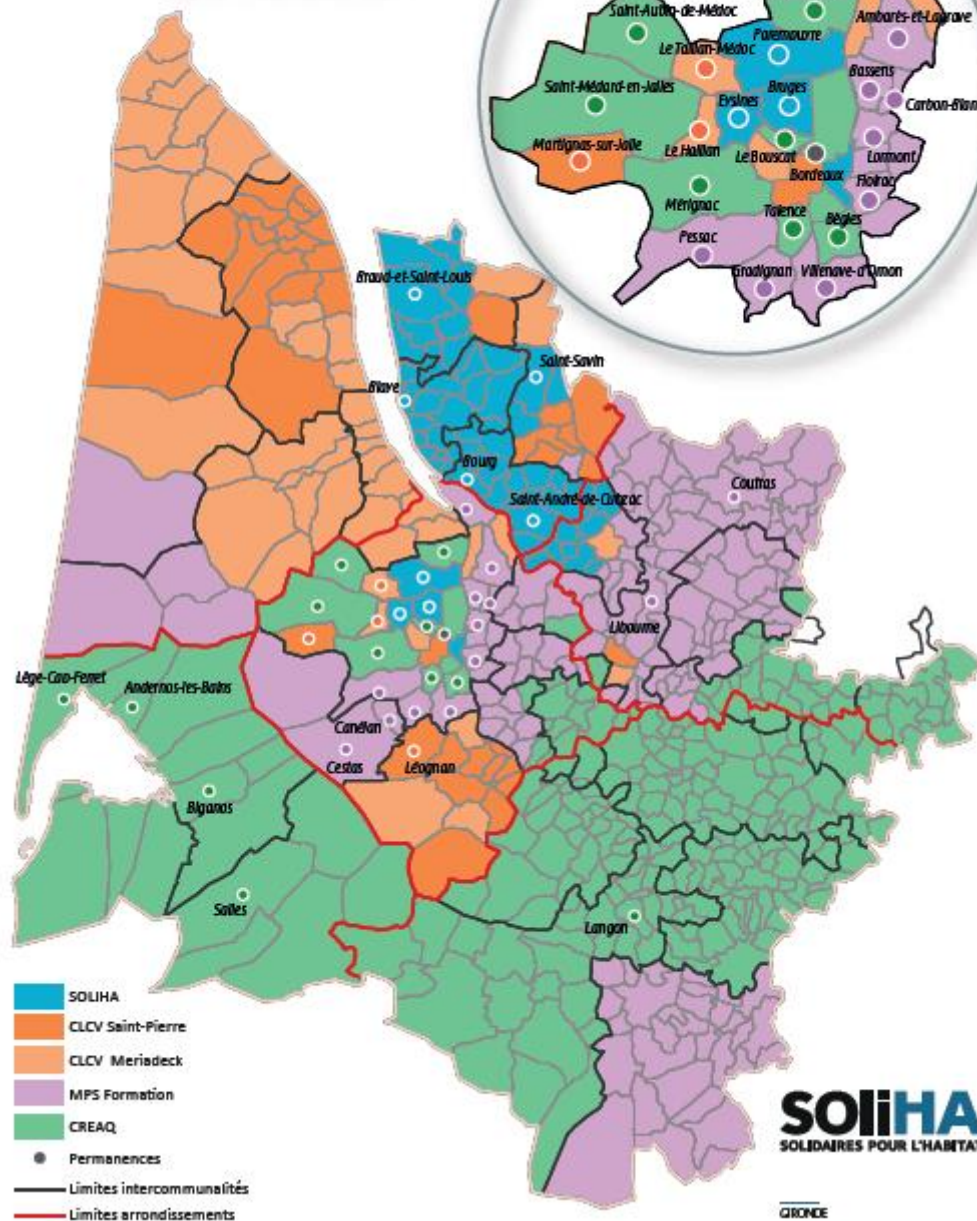 Saint-Aubin-de-Médoc
Parempuyre
Ambarès-et-Lagrave
Le Taillan-Médoc
Saint-Médard-en-Jalles
Eysines
Bruges
Bassens
Carbon-Blan
Martignas-sur-Jalle
Le Haillan
Le Bouscat
Bordeaux
Lormont
Floirac
Mérignac
Talence
Bègles
Pessac
Gradignan
Villenave-d'Ornon
Braud-et-Saint-Louis
Saint-Savin
Blaye
Bourg
Saint-André-de-Cubzac
Coutras
Libourne
Lège-Cap-Ferret
Andernos-les-Bains
Canéjan
Cestas
Léognan
Biganos
Salles
Langon
SOLIHA
CLCV Saint-Pierre
CLCV Meriadeck
MPS Formation
CREAQ
Permanences
Limites intercommunalités
Limites arrondissements
SOliHA
SOLIDAIRES POUR L'HABITAT
GIRONDE